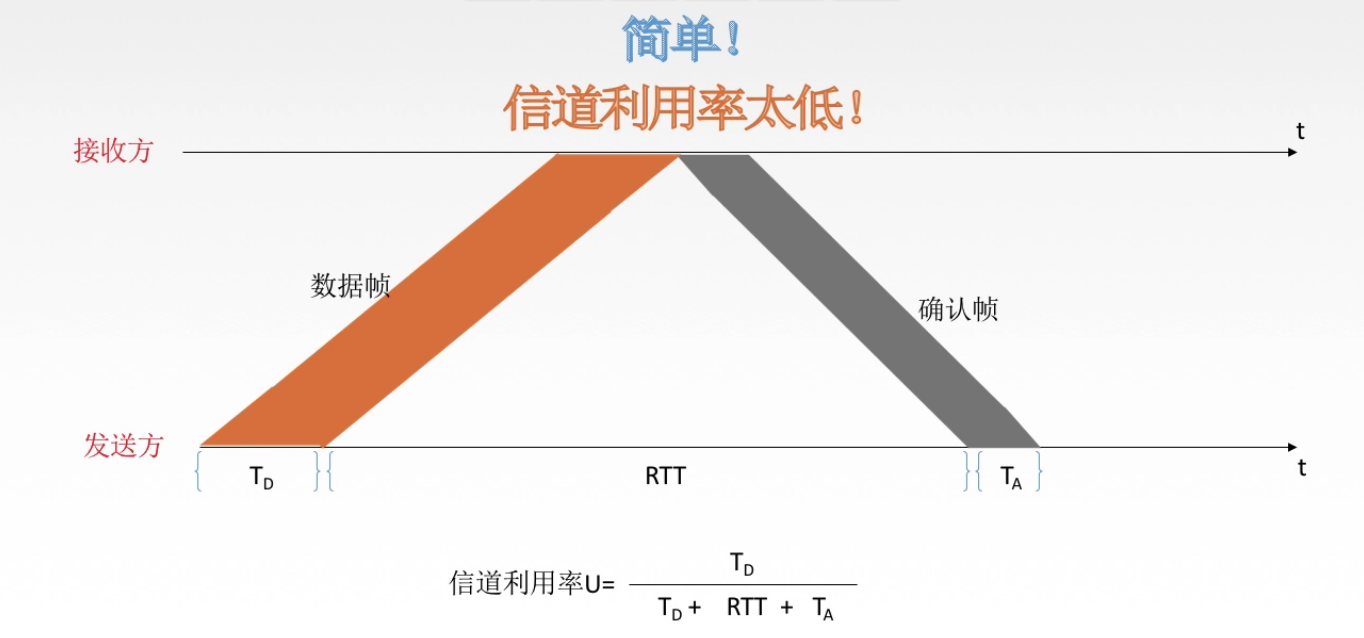 简单！
信道利用率太低！
t
接收方
数据帧
确认帧
发送方
t
T_D RTT T_A
信道利用率U= T_D
T_D + RTT + T_A